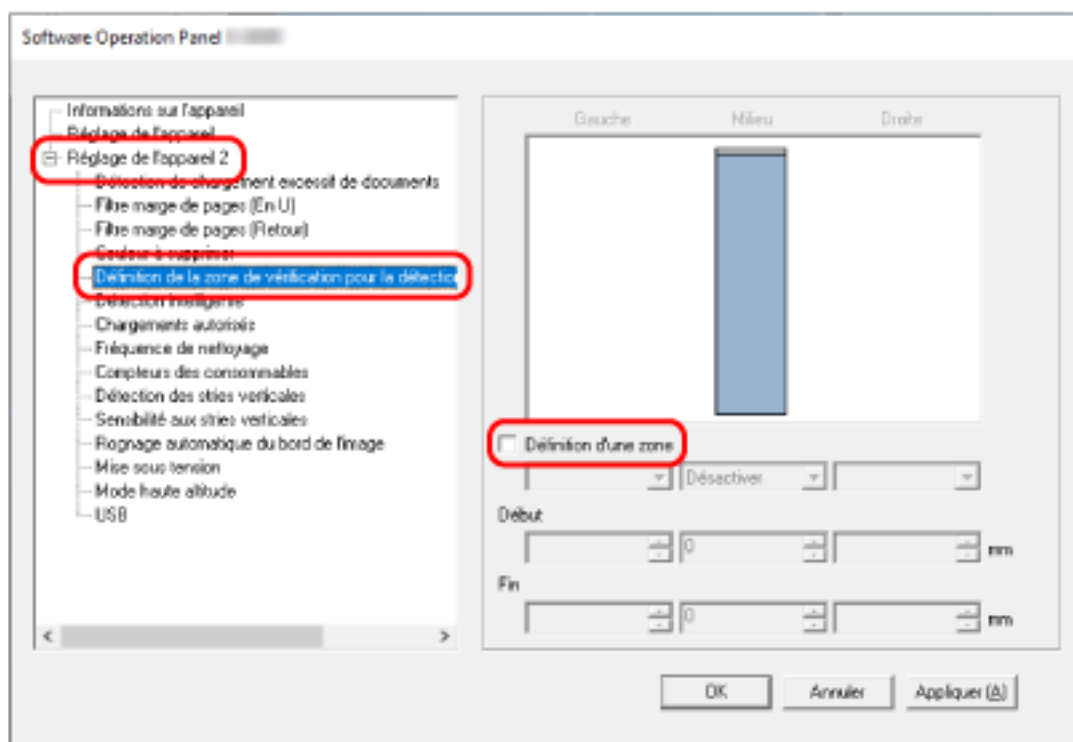 Software Operation Panel
Informations sur l'appareil
Réglage de l'appareil
Réglage de l'appareil 2
Détection de chargement excessif de documents
Filtre marge de pages (En U)
Filtre marge de pages (Retour)
Couleur à supprimer
Définition de la zone de vérification pour la détectio
Détection intelligente
Chargements autorisés
Fréquence de nettoyage
Compteurs des consommables
Détection des stries verticales
Sensibilité aux stries verticales
Rognage automatique du bord de l'image
Mise sous tension
Mode haute altitude
USB
Gauche Milieu Droite
Définition d'une zone
Désactiver
Début
0 mm
Fin
0 mm
OK Annuler Appliquer (A)